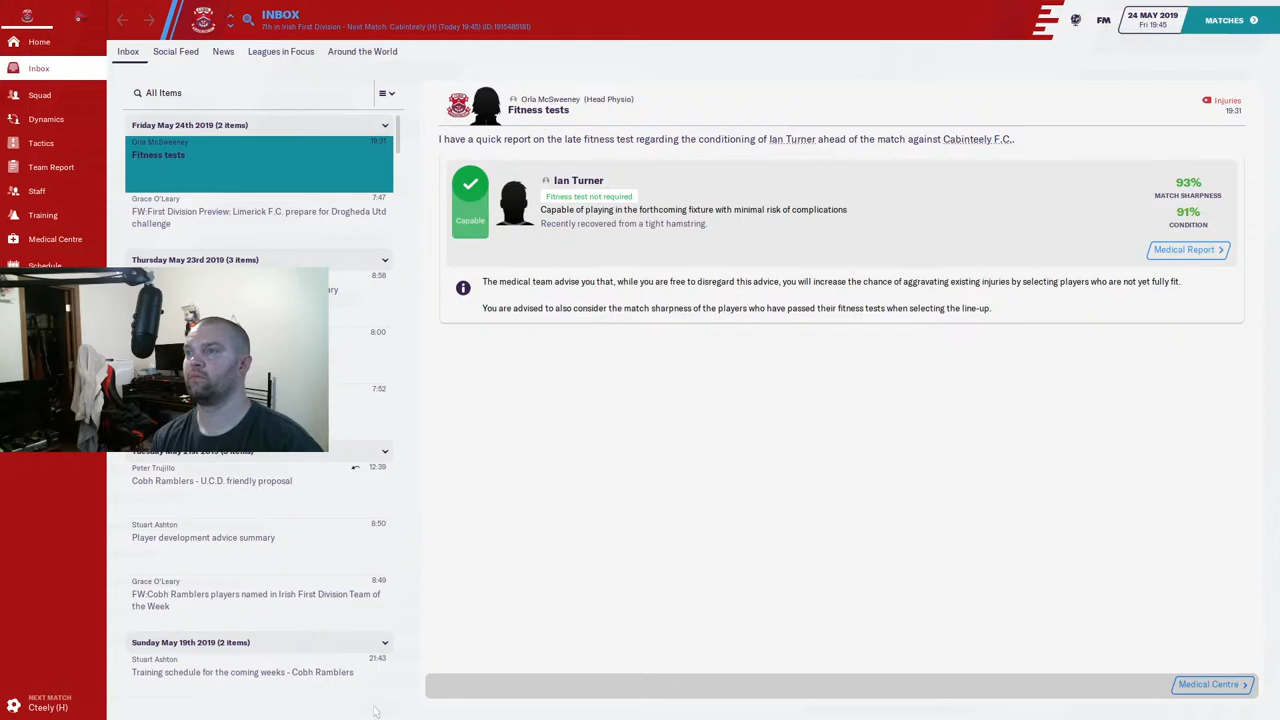 INBOX
7th in Irish First Division - Next Match: Cabinteely (H) (Today 19:45) (ID:1915485181)
FM
24 MAY 2019
Fri 19:45
MATCHES
Home
Inbox
Squad
Dynamics
Tactics
Team Report
Staff
Training
Medical Centre
Schedule
NEXT MATCH
Cteely (H)
Inbox
Social Feed
News
Leagues in Focus
Around the World
All Items
Friday May 24th 2019 (2 items)
Orla McSweeney
19:31
Fitness tests
Grace O'Leary
7:47
FW:First Division Preview: Limerick F.C. prepare for Drogheda Utd
challenge
Thursday May 23rd 2019 (3 items)
8:58
8:00
7:52
Peter Trujillo
12:39
Cobh Ramblers - U.C.D. friendly proposal
Stuart Ashton
8:50
Player development advice summary
Grace O'Leary
8:49
FW:Cobh Ramblers players named in Irish First Division Team of
the Week
Sunday May 19th 2019 (2 items)
Stuart Ashton
21:43
Training schedule for the coming weeks - Cobh Ramblers
Orla McSweeney (Head Physio)
Fitness tests
Injuries
19:31
I have a quick report on the late fitness test regarding the conditioning of Ian Turner ahead of the match against Cabinteely F.C..
Capable
Ian Turner
Fitness test not required
Capable of playing in the forthcoming fixture with minimal risk of complications
Recently recovered from a tight hamstring.
93%
MATCH SHARPNESS
91%
CONDITION
Medical Report
The medical team advise you that, while you are free to disregard this advice, you will increase the chance of aggravating existing injuries by selecting players who are not yet fully fit.
You are advised to also consider the match sharpness of the players who have passed their fitness tests when selecting the line-up.
Medical Centre